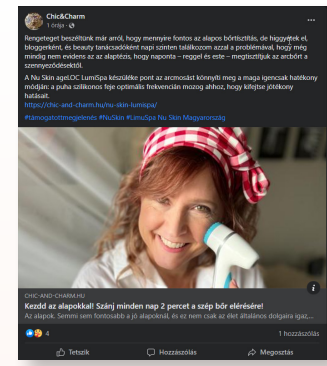 Chic&Charm
1 órája ·
Rengeteget beszéltünk már arról, hogy mennyire fontos az alapos bőrtisztítás, de higgyétek el,
bloggerként, és beauty tanácsadóként napi szinten találkozom azzal a problémával, hogy még
mindig nem evidens az az alaptézis, hogy naponta – reggel és este – megtisztítjuk az arcbőrt a
szennyeződésektől.
A Nu Skin ageLOC LumiSpa készüléke pont az arcmosást könnyíti meg a maga igencsak hatékony
módján: a puha szilikonos feje optimális frekvencián mozog ahhoz, hogy kifejtse jótékony
hatásait.
https://chic-and-charm.hu/nu-skin-lumispa/
#támogatottmegjelenés #NuSkin #LimuSpa Nu Skin Magyarország
CHIC-AND-CHARM.HU
Kezdd az alapokkal! Szánj minden nap 2 percet a szép bőr elérésére!
Az alapok. Semmi sem fontosabb a jó alapoknál, és ez nem csak az élet általános dolgaira igaz,...
4
1 hozzászólás
Tetszik
Hozzászólás
Megosztás